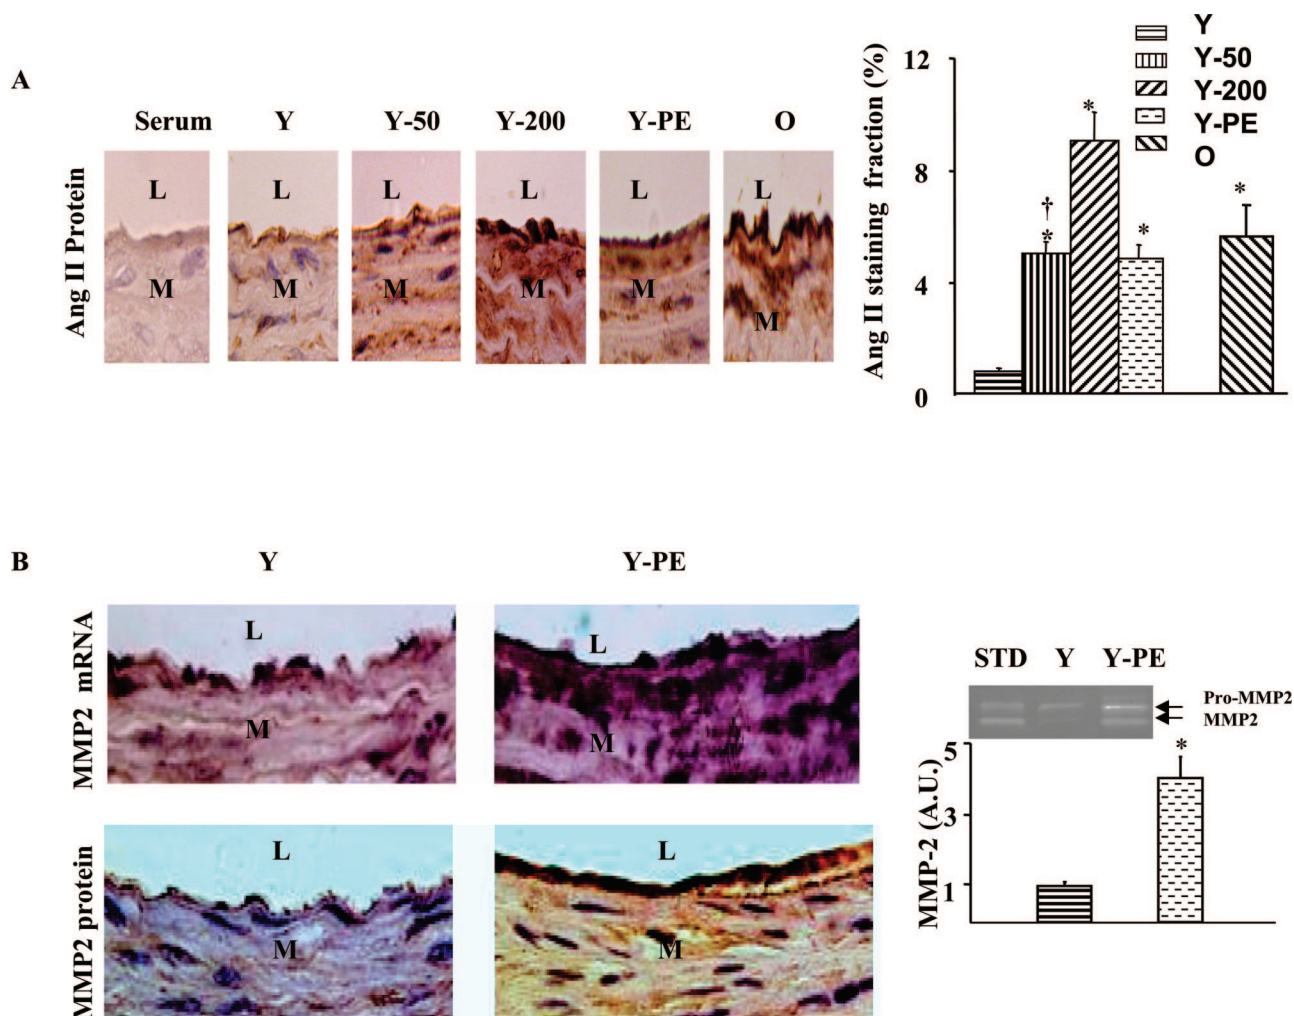 A
Serum Y Y-50 Y-200 Y-PE O
Ang II Protein
L L L L L L
M M M M M M
Ang II staining fraction (%)
12
8
4
0
*
†
*
*
*
Y
Y-50
Y-200
Y-PE
O
B
Y Y-PE
MMP2 mRNA
L L
M M
MMP2 protein
L L
M M
STD Y Y-PE
Pro-MMP2
MMP2
MMP-2 (A.U.)
5
3
1
*